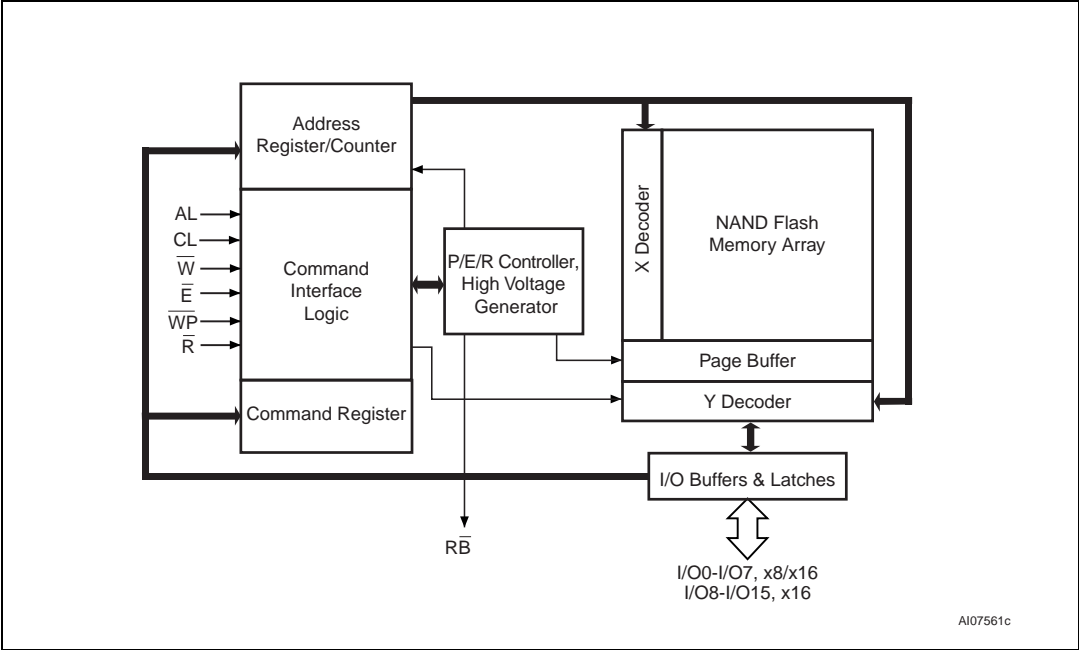 Address
Register/Counter
AL
CL
W̅
E̅
W̅P̅
R̅
Command
Interface
Logic
Command Register
P/E/R Controller,
High Voltage
Generator
X Decoder
NAND Flash
Memory Array
Page Buffer
Y Decoder
I/O Buffers & Latches
RB̅
I/O0-I/O7, x8/x16
I/O8-I/O15, x16
AI07561c